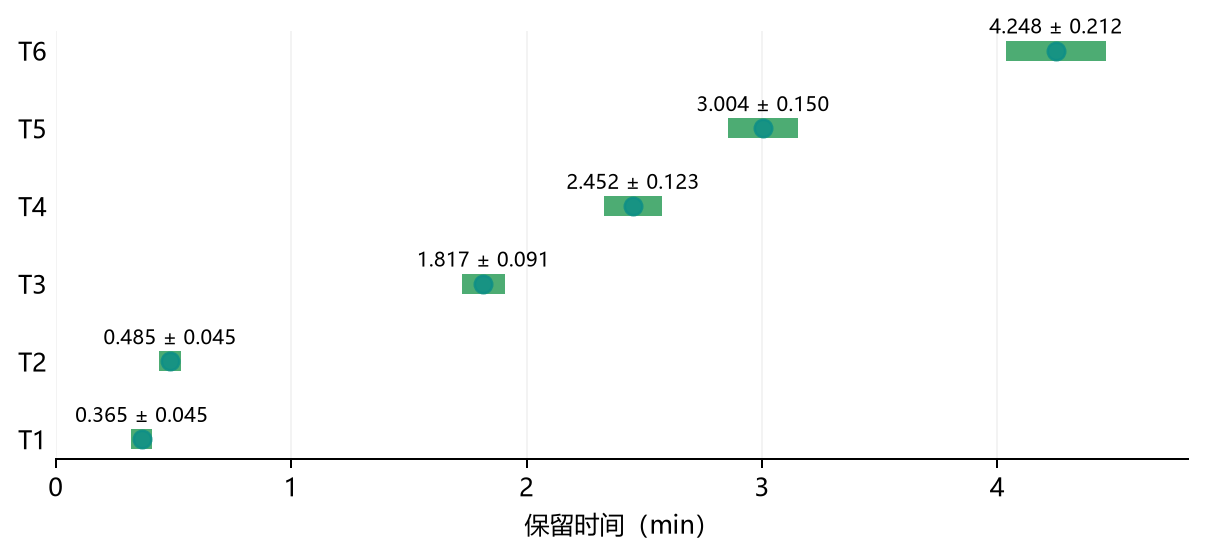 4.248 ± 0.212
T6
3.004 ± 0.150
T5
2.452 ± 0.123
T4
1.817 ± 0.091
T3
0.485 ± 0.045
T2
0.365 ± 0.045
T1
0 1 2 3 4
保留时间（min）